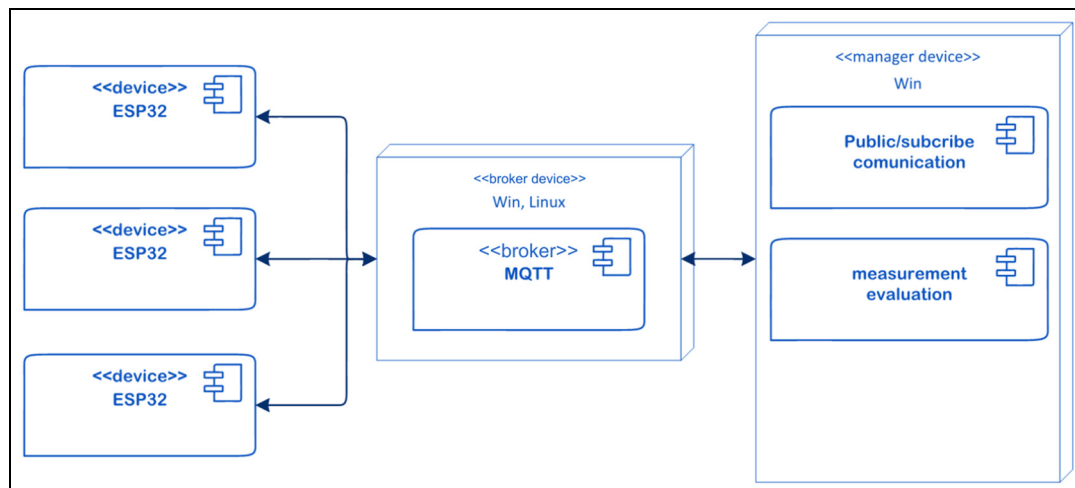 <<device>>
ESP32
<<device>>
ESP32
<<device>>
ESP32
<<broker device>>
Win, Linux
<<broker>>
MQTT
<<manager device>>
Win
Public/subcribe
comunication
measurement
evaluation